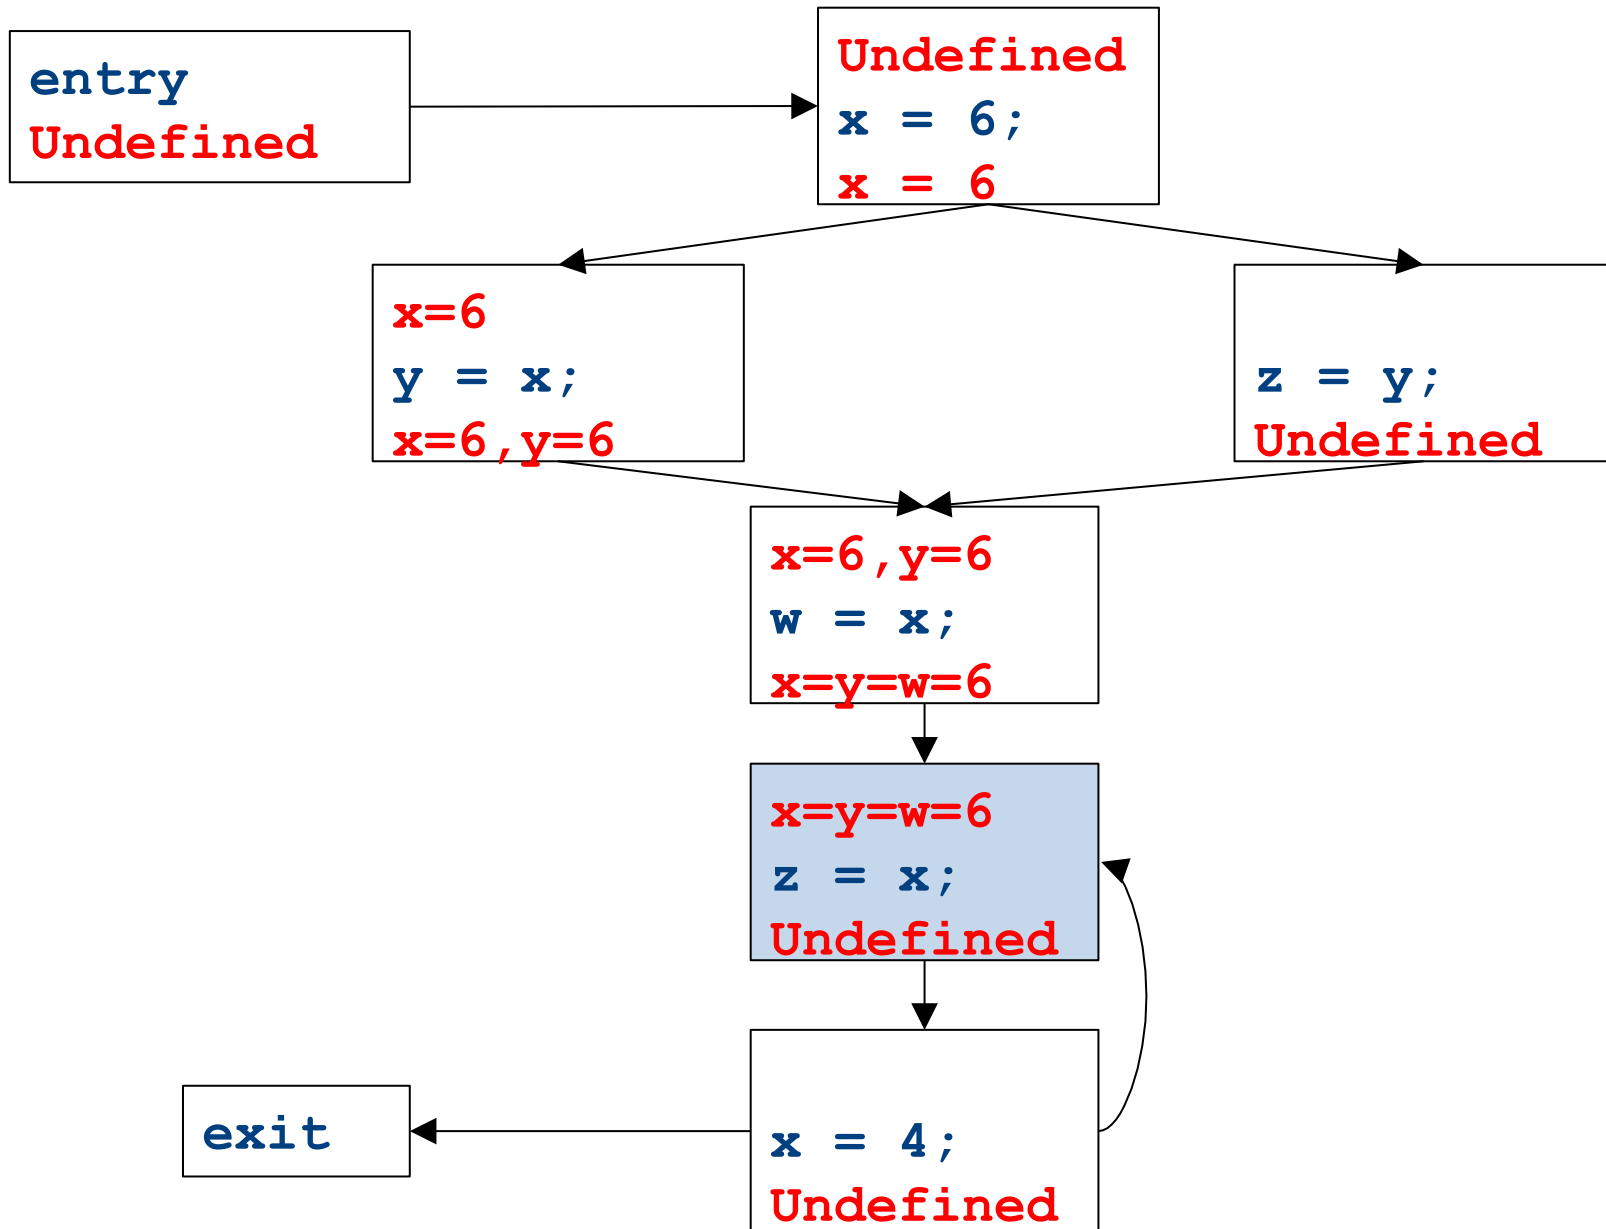 entry
Undefined
Undefined
x = 6;
x = 6
x=6
y = x;
x=6,y=6
z = y;
Undefined
x=6,y=6
w = x;
x=y=w=6
x=y=w=6
z = x;
Undefined
exit
x = 4;
Undefined